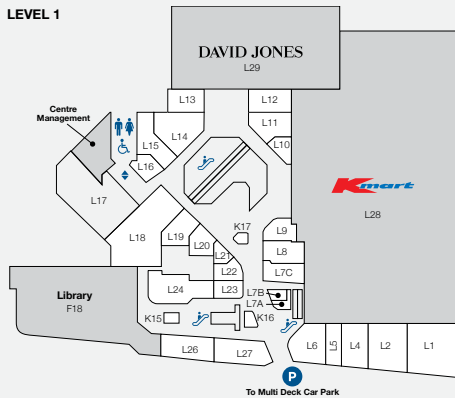 LEVEL 1
DAVID JONES
L29
L13
L12
Centre
Management
L11
L14
L15
L10
L16
Kmart
L17
L28
K17
L9
L18
L19
L20
L8
L21
L22
L7C
Library
F18
L24
L23
L7B
L7A
K15
K16
L26
L27
L6
L5
L4
L2
L1
P
To Multi Deck Car Park